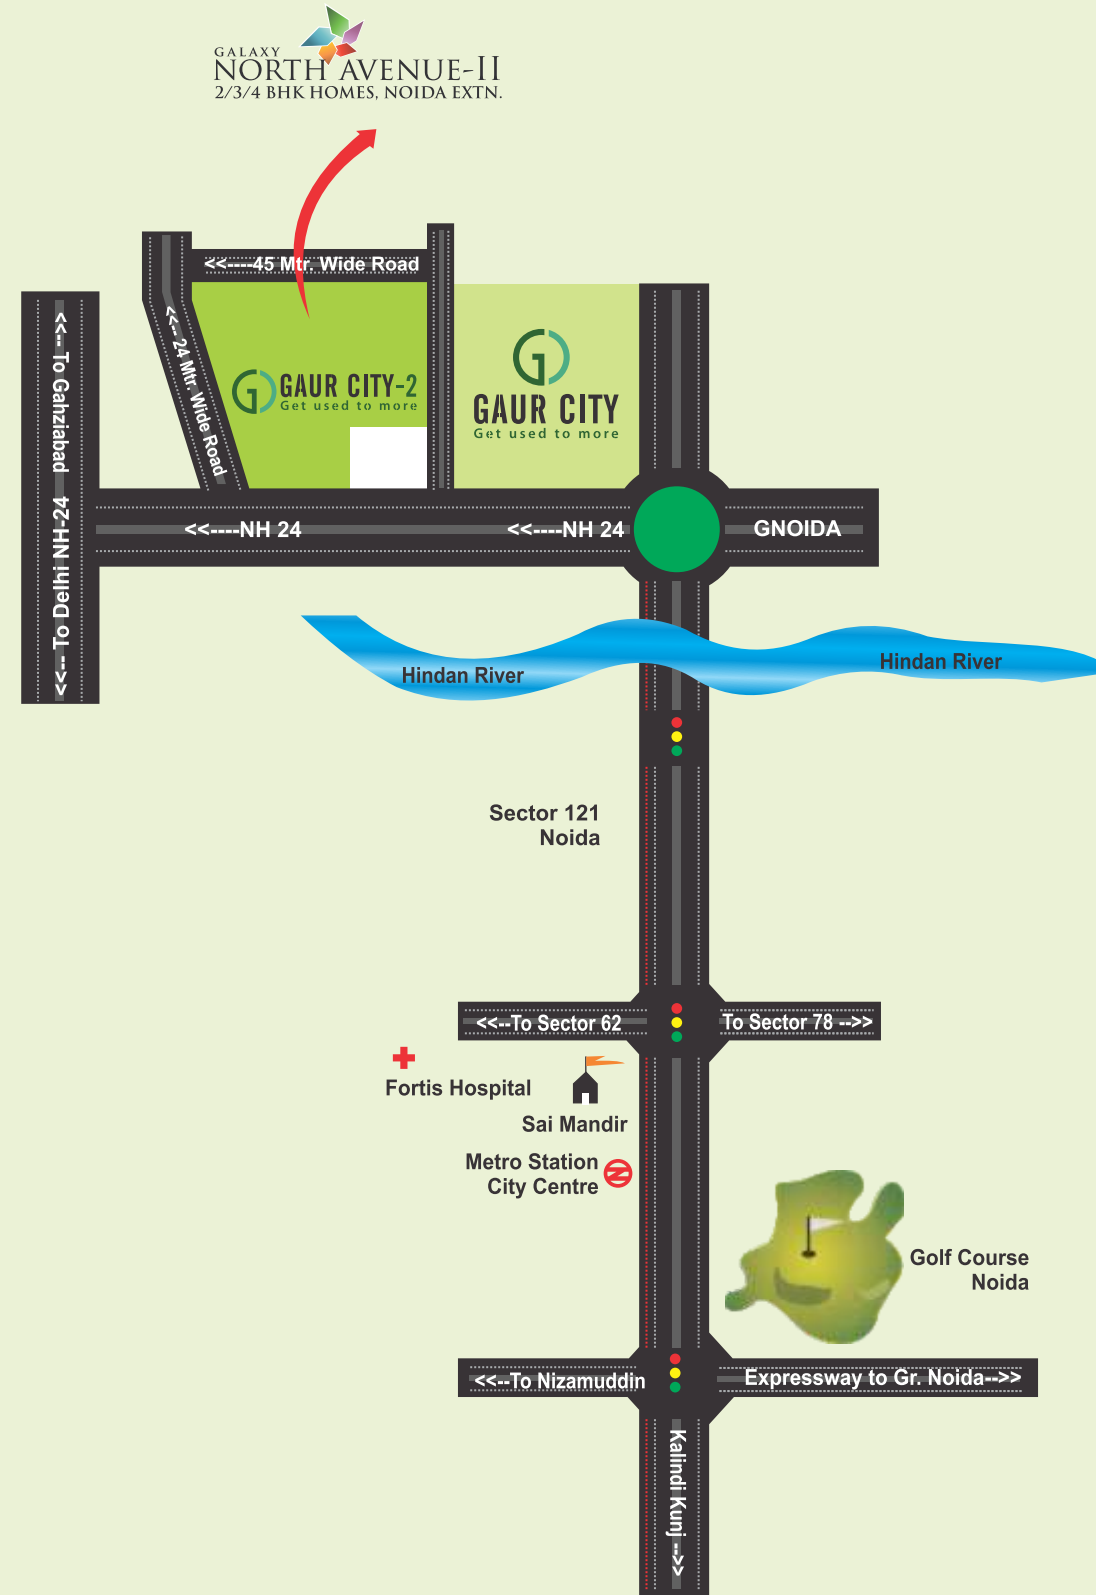 GALAXY
NORTH AVENUE-II
2/3/4 BHK HOMES, NOIDA EXTN.
<<----45 Mtr. Wide Road
<<-- 24 Mtr. Wide Road
<<-- To Gahziabad
<<-- To Delhi NH-24
GAUR CITY-2
Get used to more
GAUR CITY
Get used to more
<<----NH 24
<<----NH 24
GNOIDA
Hindan River
Hindan River
Sector 121
Noida
<<--To Sector 62
To Sector 78 -->>
Fortis Hospital
Sai Mandir
Metro Station
City Centre
Golf Course
Noida
<<--To Nizamuddin
Expressway to Gr. Noida-->>
Kalindi Kunj -->>